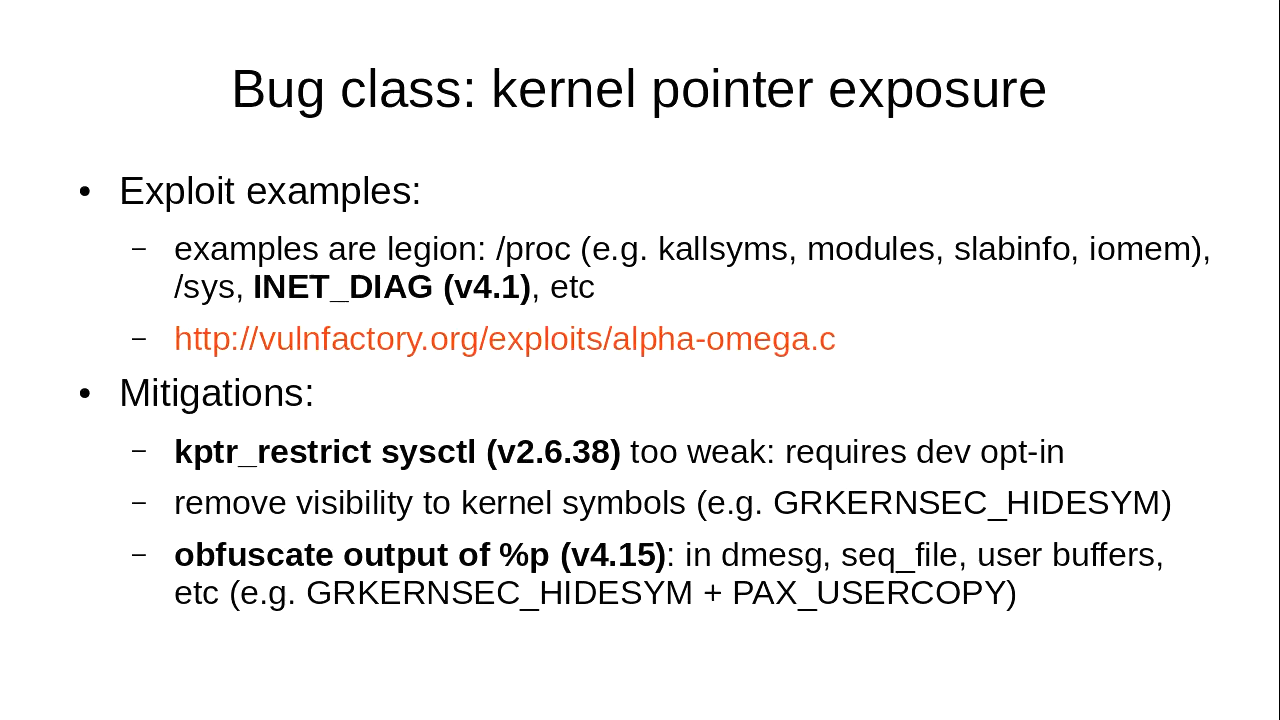 Bug class: kernel pointer exposure
• Exploit examples:
– examples are legion: /proc (e.g. kallsyms, modules, slabinfo, iomem),
/sys, INET_DIAG (v4.1), etc
– http://vulnfactory.org/exploits/alpha-omega.c
• Mitigations:
– kptr_restrict sysctl (v2.6.38) too weak: requires dev opt-in
– remove visibility to kernel symbols (e.g. GRKERNSEC_HIDESYM)
– obfuscate output of %p (v4.15): in dmesg, seq_file, user buffers,
etc (e.g. GRKERNSEC_HIDESYM + PAX_USERCOPY)